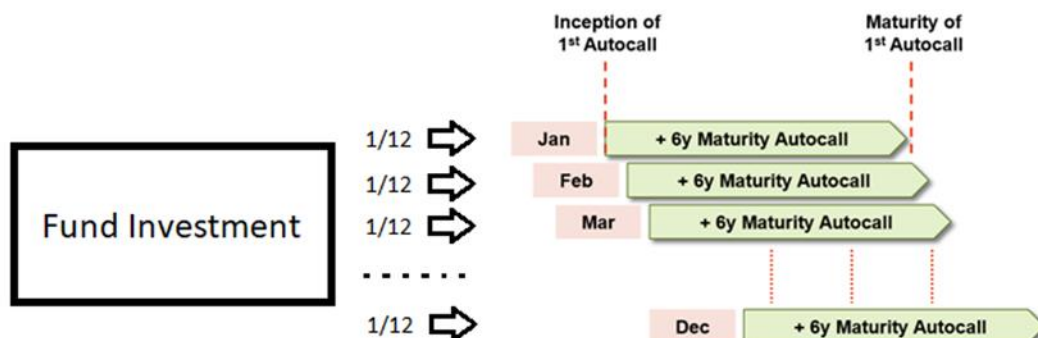 Inception of
1st Autocall
Maturity of
1st Autocall
Fund Investment
1/12
Jan
+ 6y Maturity Autocall
1/12
Feb
+ 6y Maturity Autocall
1/12
Mar
+ 6y Maturity Autocall
1/12
Dec
+ 6y Maturity Autocall